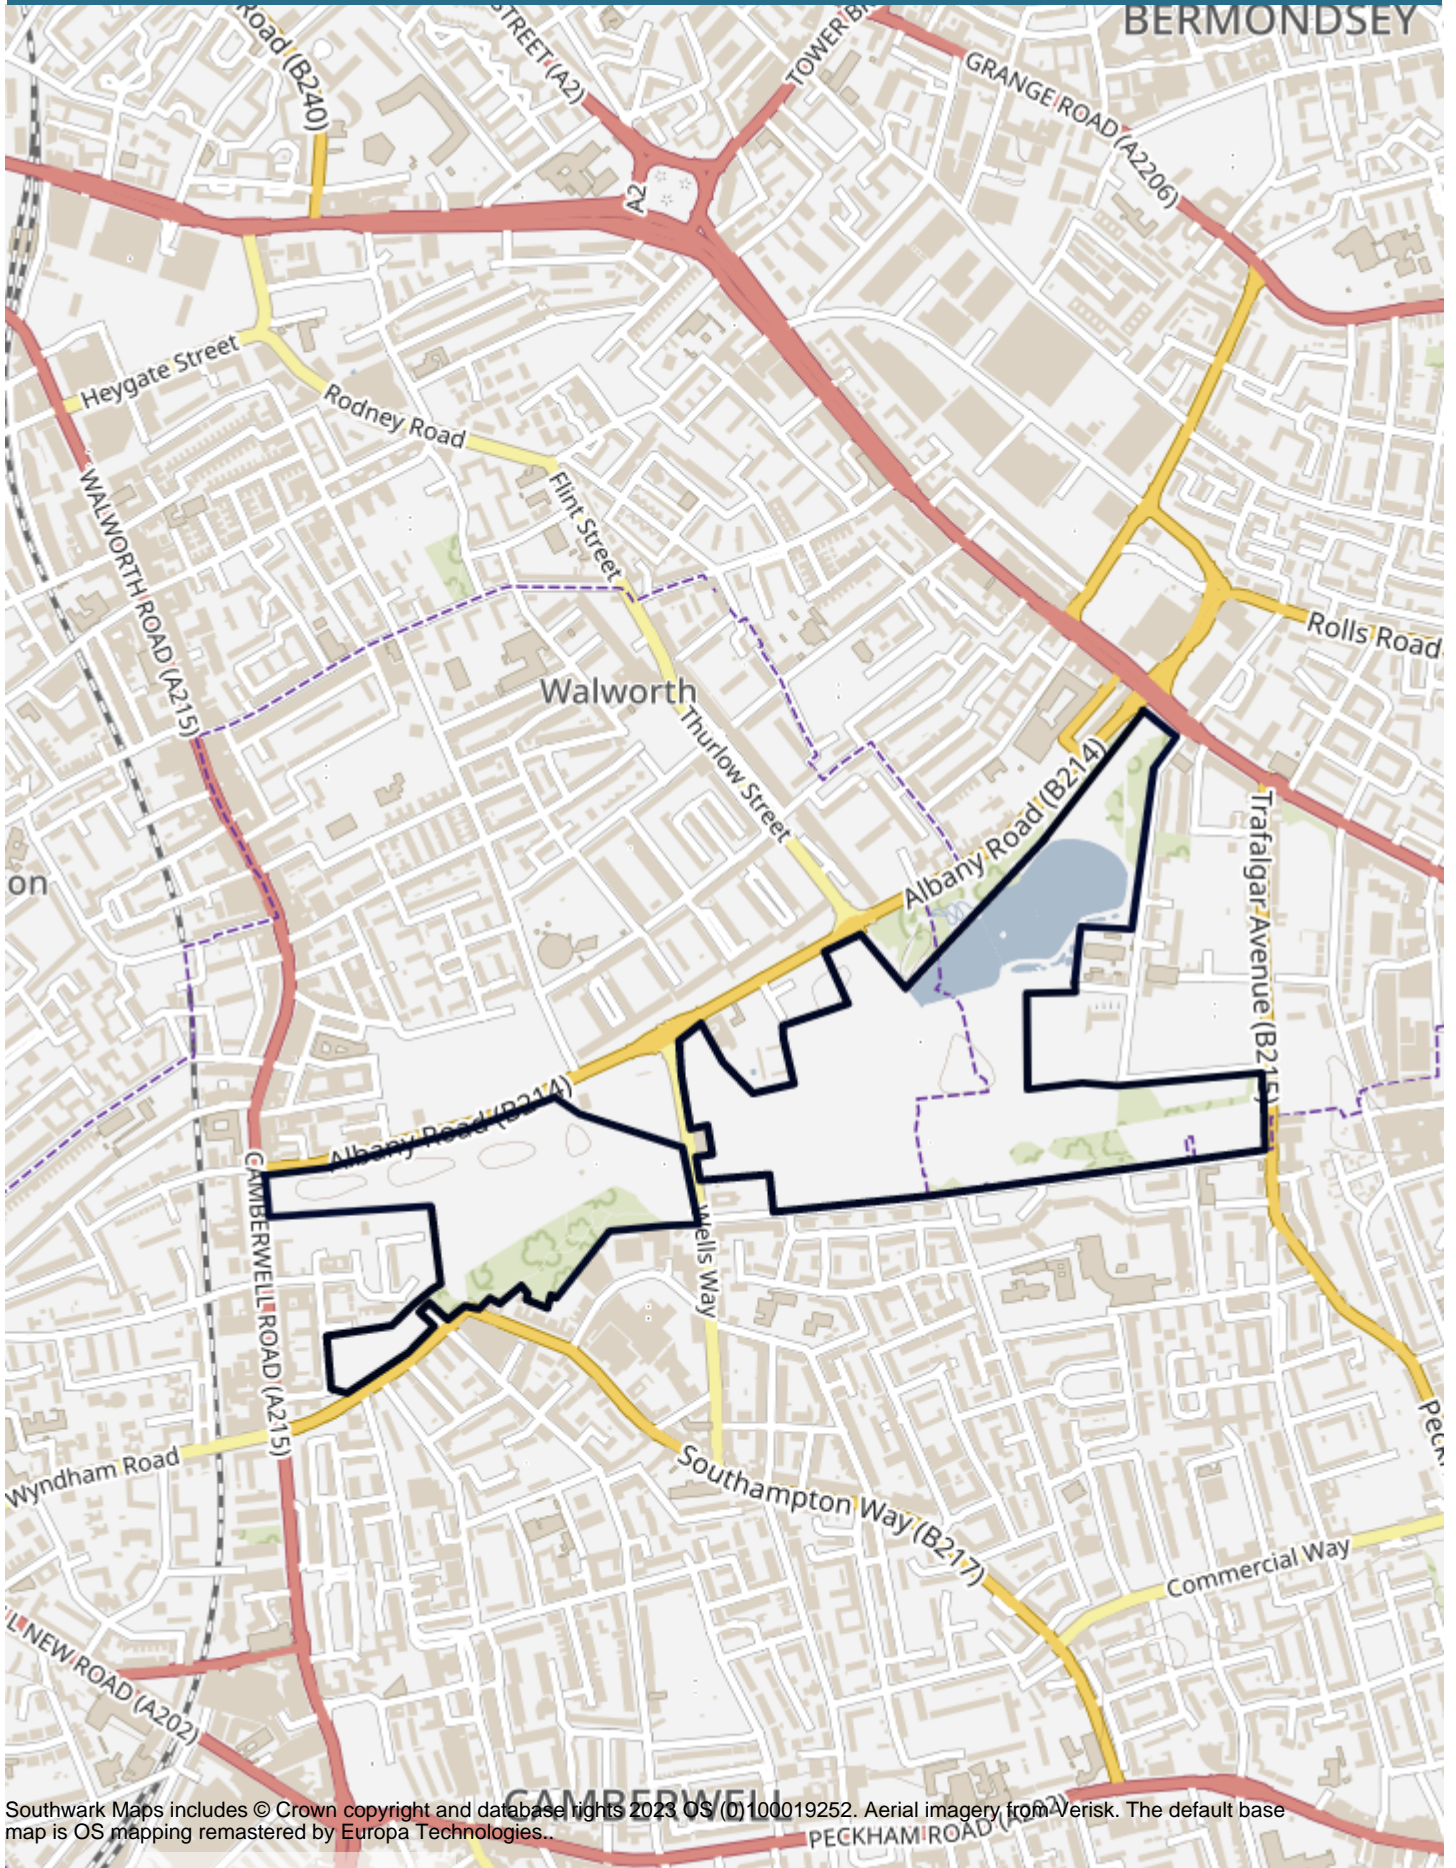 BERMONDSEY
Road (B240)
STREET (A2)
TOWER
GRANGE ROAD (A2206)
A2
Heygate Street
Rodney Road
WALWORTH ROAD (A215)
Flint Street
Rolls Road
Walworth
Thurlow Street
Albany Road (B214)
Trafalgar Avenue (B215)
on
Albany Road (B214)
CAMBERWELL ROAD (A215)
Wells Way
Wyndham Road
Southampton Way (B217)
Commercial Way
L NEW ROAD (A202)
CAMBERWELL
PECKHAM ROAD (A202)
Southwark Maps includes © Crown copyright and database rights 2023 OS (0)100019252. Aerial imagery from Verisk. The default base
map is OS mapping remastered by Europa Technologies..